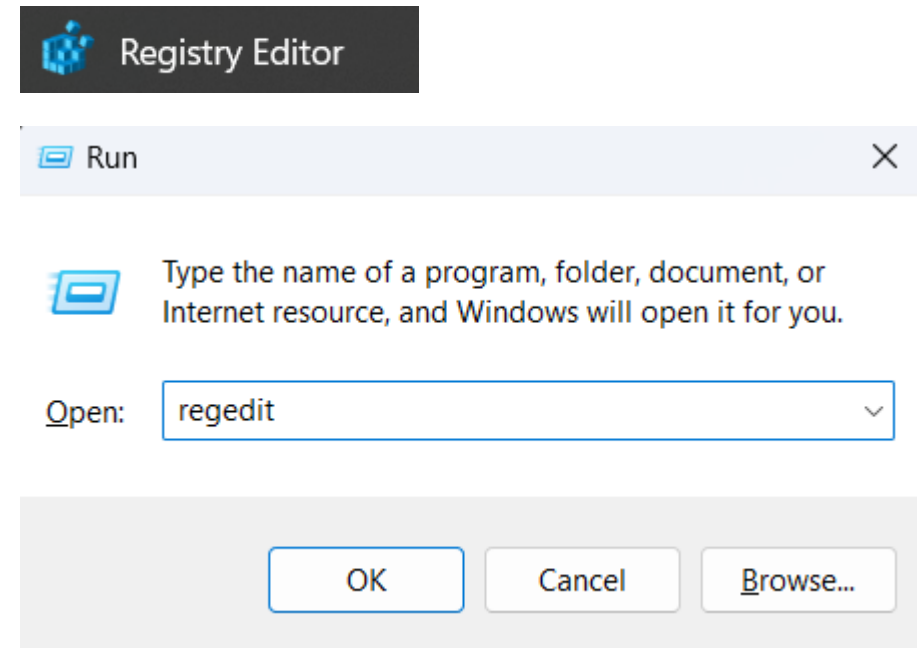 Registry Editor
Run
Type the name of a program, folder, document, or
Internet resource, and Windows will open it for you.
Open: regedit
OK Cancel Browse...